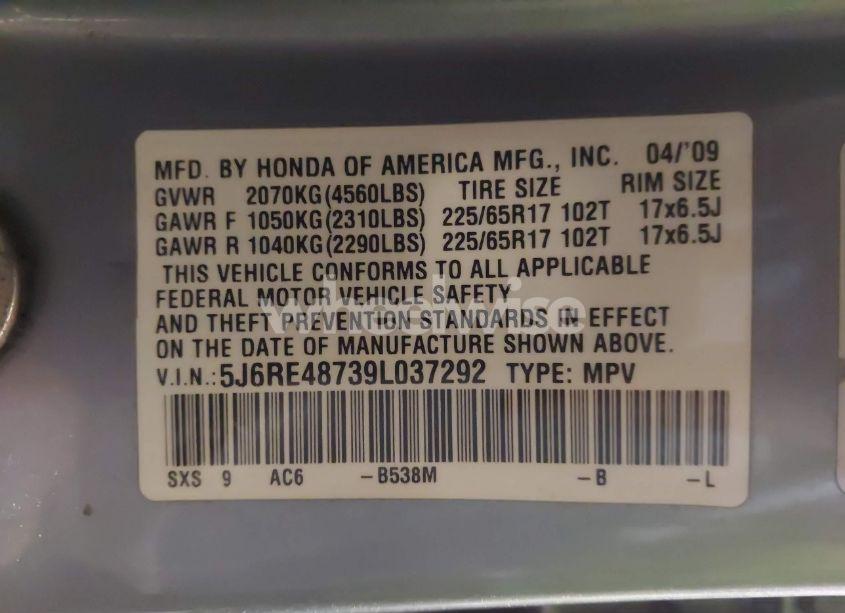 MFD. BY HONDA OF AMERICA MFG., INC. 04/'09
GVWR 2070KG(4560LBS) TIRE SIZE RIM SIZE
GAWR F 1050KG(2310LBS) 225/65R17 102T 17x6.5J
GAWR R 1040KG(2290LBS) 225/65R17 102T 17x6.5J
THIS VEHICLE CONFORMS TO ALL APPLICABLE
FEDERAL MOTOR VEHICLE SAFETY
AND THEFT PREVENTION STANDARDS IN EFFECT
ON THE DATE OF MANUFACTURE SHOWN ABOVE.
V.I.N.:5J6RE48739L037292 TYPE: MPV
SXS 9 AC6 -B538M -B -L
wheelwise